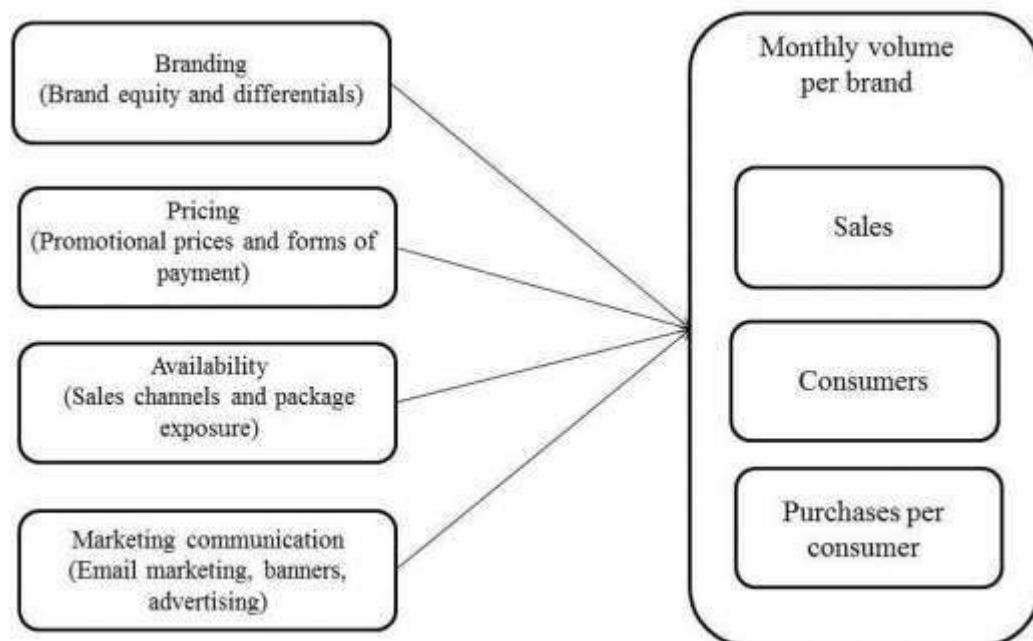 Branding
(Brand equity and differentials)
Pricing
(Promotional prices and forms of
payment)
Availability
(Sales channels and package
exposure)
Marketing communication
(Email marketing, banners,
advertising)
Monthly volume
per brand
Sales
Consumers
Purchases per
consumer